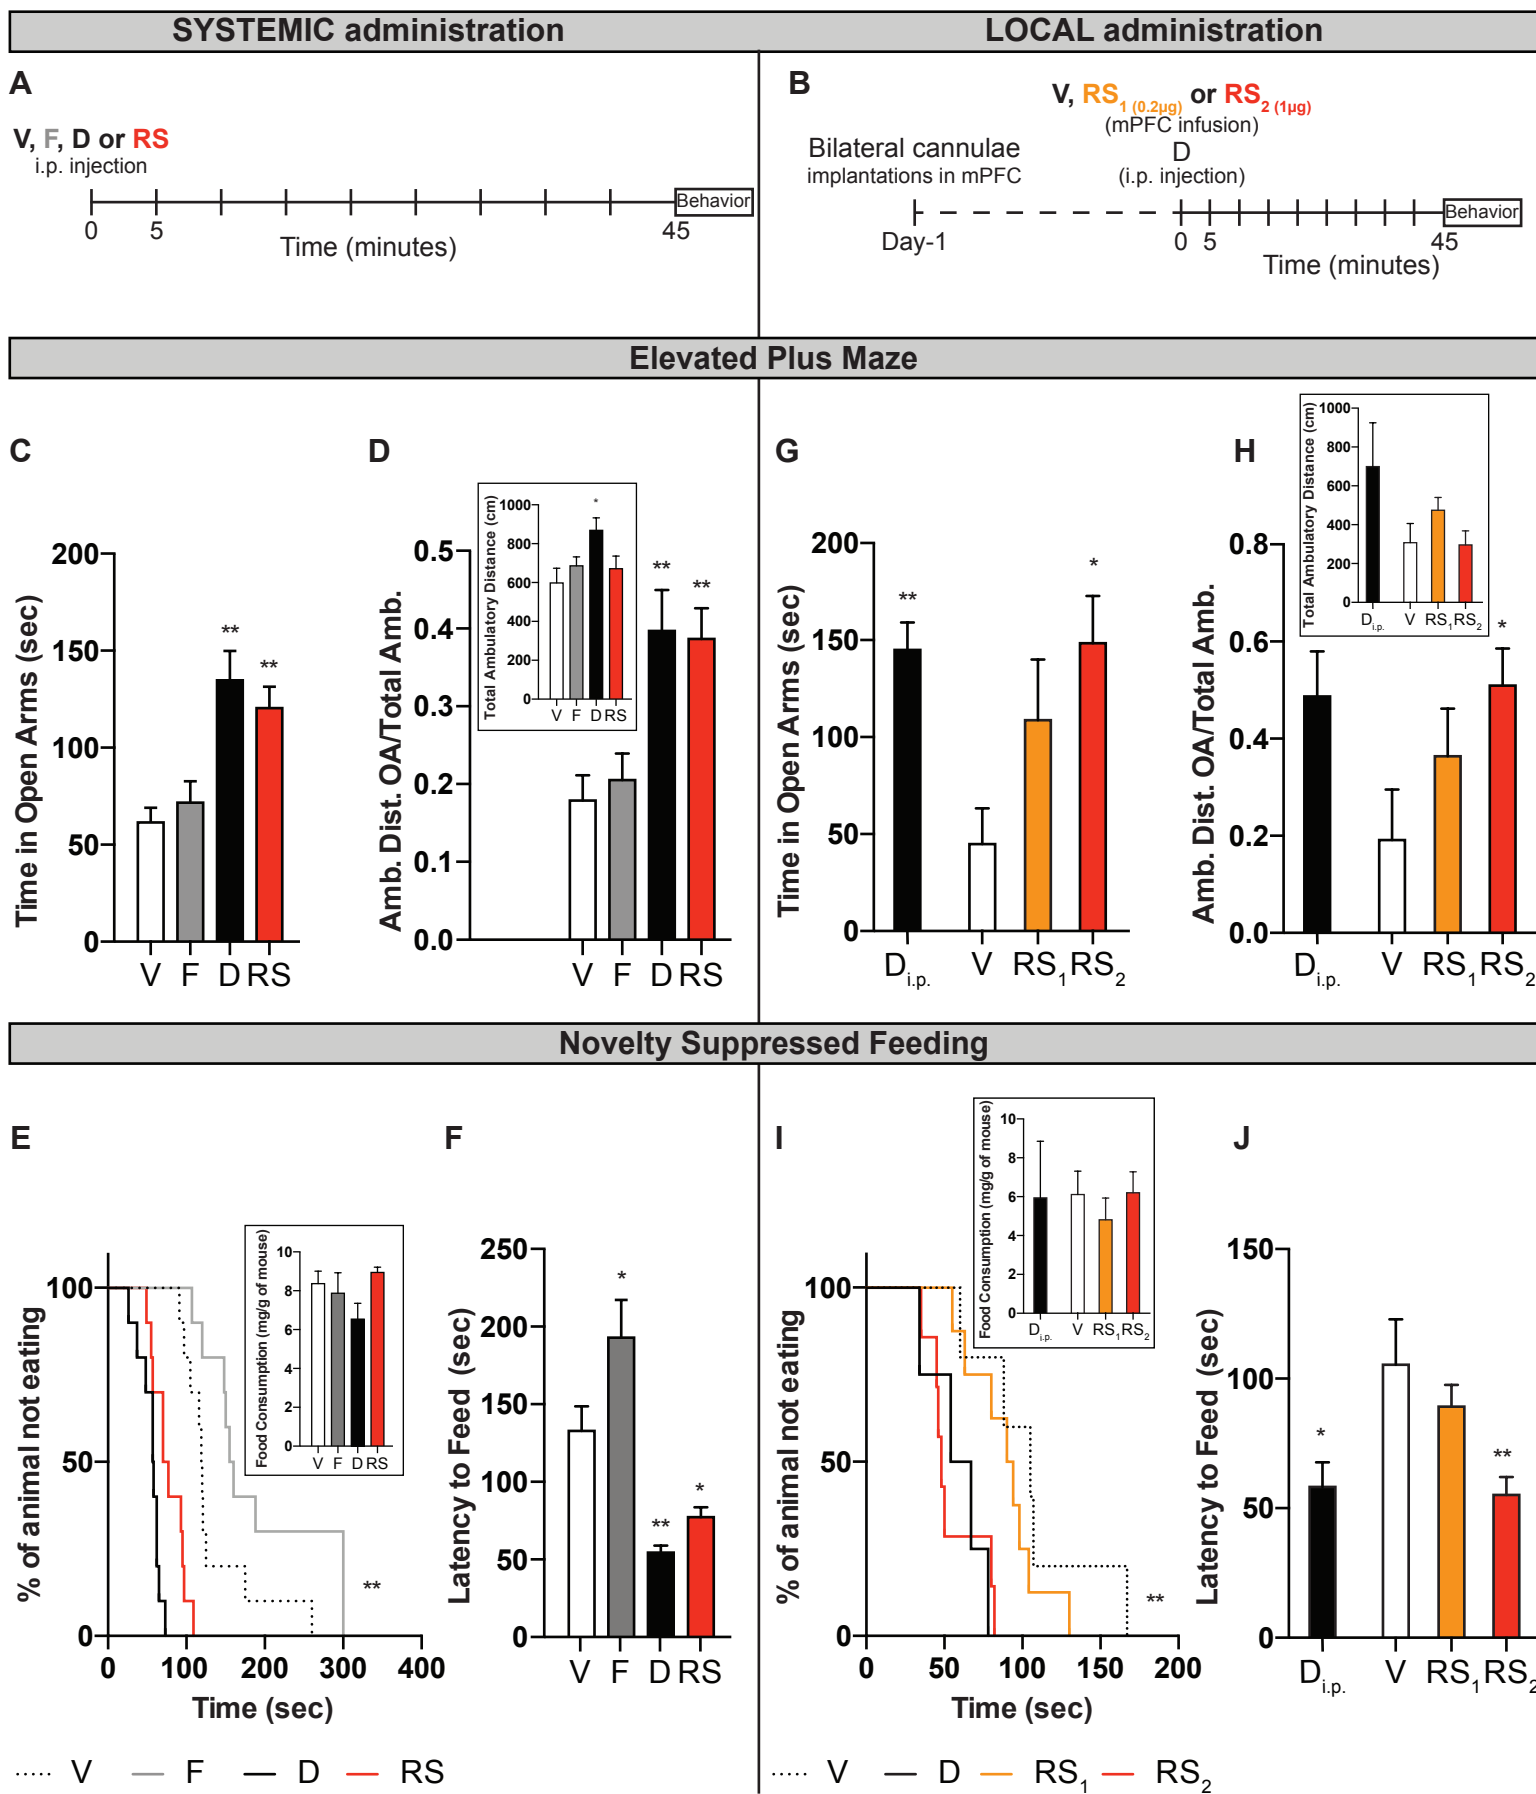 SYSTEMIC administration
LOCAL administration
A
V, F, D or RS
i.p. injection
Behavior
0 5 45
Time (minutes)
B
V, RS1 (0.2µg) or RS2 (1µg)
(mPFC infusion)
Bilateral cannulae
implantations in mPFC
D
(i.p. injection)
Behavior
Day-1 0 5 45
Time (minutes)
Elevated Plus Maze
C
Time in Open Arms (sec)
200
150
100
50
0
** **
V F D RS
D
Amb. Dist. OA/Total Amb.
0.5
0.4
0.3
0.2
0.1
0.0
** **
V F D RS
Total Ambulatory Distance (cm)
1000
800
600
400
200
0
*
V F D RS
G
Time in Open Arms (sec)
200
150
100
50
0
** *
Di.p. V RS1 RS2
H
Amb. Dist. OA/Total Amb.
0.8
0.6
0.4
0.2
0.0
*
Di.p. V RS1 RS2
Total Ambulatory Distance (cm)
1000
800
600
400
200
0
Di.p. V RS1 RS2
Novelty Suppressed Feeding
E
% of animal not eating
100
50
0
0 100 200 300 400
Time (sec)
**
Food Consumption (mg/g of mouse)
10
8
6
4
2
0
V F D RS
F
Latency to Feed (sec)
250
200
150
100
50
0
* ** *
V F D RS
I
% of animal not eating
100
50
0
0 50 100 150 200
Time (sec)
**
Food Consumption (mg/g of mouse)
10
8
6
4
2
0
Di.p. V RS1 RS2
J
Latency to Feed (sec)
150
100
50
0
* **
Di.p. V RS1 RS2
V F D RS
V D RS1 RS2